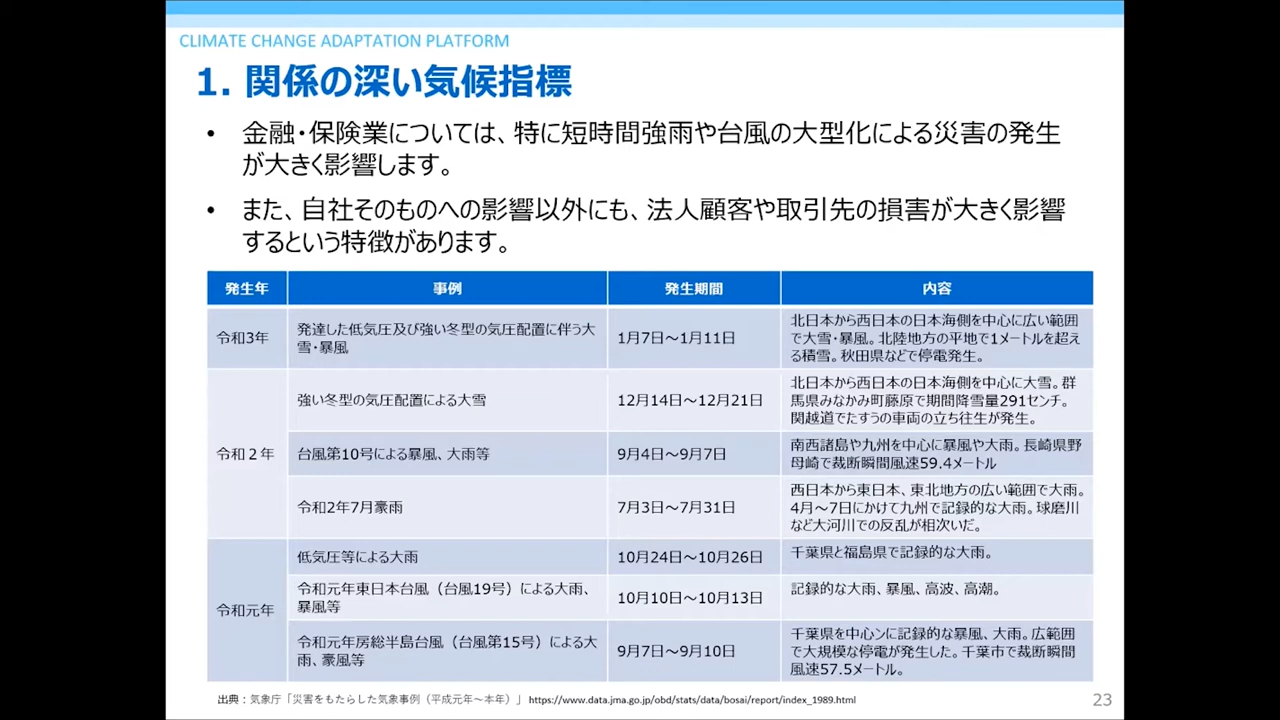 CLIMATE CHANGE ADAPTATION PLATFORM
1. 関係の深い気候指標
• 金融・保険業については、特に短時間強雨や台風の大型化による災害の発生
が大きく影響します。
• また、自社そのものへの影響以外にも、法人顧客や取引先の損害が大きく影響
するという特徴があります。
発生年 事例 発生期間 内容
令和3年
発達した低気圧及び強い冬型の気圧配置に伴う大
雪・暴風
1月7日～1月11日
北日本から西日本の日本海側を中心に広い範囲
で大雪・暴風。北陸地方の平地で1メートルを超え
る積雪。秋田県などで停電発生。
令和２年
強い冬型の気圧配置による大雪
12月14日～12月21日
北日本から西日本の日本海側を中心に大雪。群
馬県みなかみ町藤原で期間降雪量291センチ。
関越道でたすうの車両の立ち往生が発生。
台風第10号による暴風、大雨等
9月4日～9月7日
南西諸島や九州を中心に暴風や大雨。長崎県野
母崎で裁断瞬間風速59.4メートル
令和2年7月豪雨
7月3日～7月31日
西日本から東日本、東北地方の広い範囲で大雨。
4月～7日にかけて九州で記録的な大雨。球磨川
など大河川での反乱が相次いだ。
令和元年
低気圧等による大雨
10月24日～10月26日
千葉県と福島県で記録的な大雨。
令和元年東日本台風（台風19号）による大雨、
暴風等
10月10日～10月13日
記録的な大雨、暴風、高波、高潮。
令和元年房総半島台風（台風第15号）による大
雨、豪風等
9月7日～9月10日
千葉県を中心ンに記録的な暴風、大雨。広範囲
で大規模な停電が発生した。千葉市で裁断瞬間
風速57.5メートル。
出典：気象庁「災害をもたらした気象事例（平成元年～本年）」 https://www.data.jma.go.jp/obd/stats/data/bosai/report/index_1989.html
23